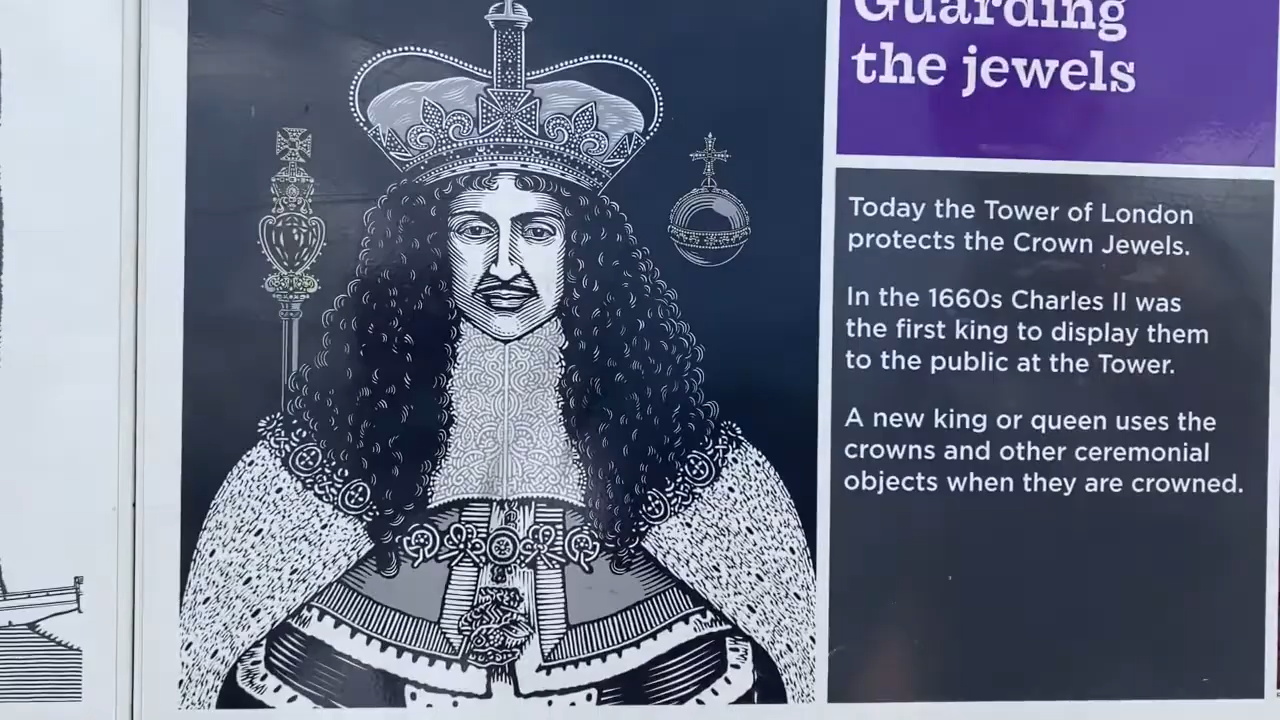 Guarding
the jewels
Today the Tower of London
protects the Crown Jewels.
In the 1660s Charles II was
the first king to display them
to the public at the Tower.
A new king or queen uses the
crowns and other ceremonial
objects when they are crowned.